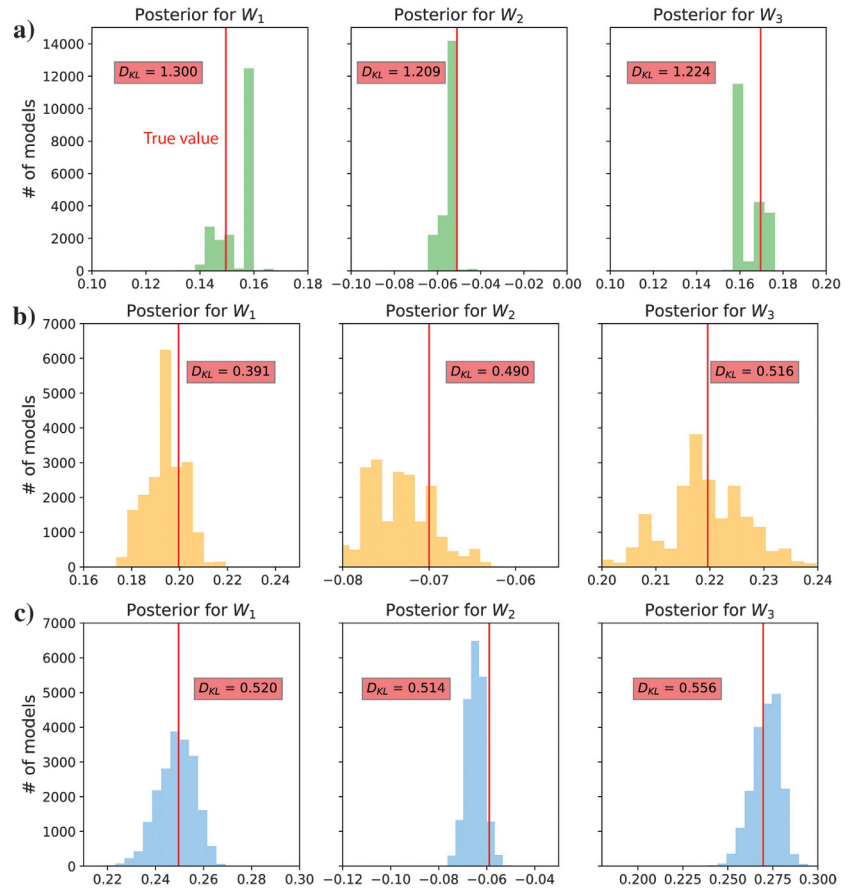 a)
Posterior for W1
Posterior for W2
Posterior for W3
# of models
14000
12000
10000
8000
6000
4000
2000
0
DKL = 1.300
True value
DKL = 1.209
DKL = 1.224
0.10 0.12 0.14 0.16 0.18
−0.10 −0.08 −0.06 −0.04 −0.02 0.00
0.10 0.12 0.14 0.16 0.18 0.20
b)
Posterior for W1
Posterior for W2
Posterior for W3
# of models
7000
6000
5000
4000
3000
2000
1000
0
DKL = 0.391
DKL = 0.490
DKL = 0.516
0.16 0.18 0.20 0.22 0.24
−0.08 −0.07 −0.06
0.20 0.21 0.22 0.23 0.24
c)
Posterior for W1
Posterior for W2
Posterior for W3
# of models
7000
6000
5000
4000
3000
2000
1000
0
DKL = 0.520
DKL = 0.514
DKL = 0.556
0.22 0.24 0.26 0.28 0.30
−0.12 −0.10 −0.08 −0.06 −0.04
0.200 0.225 0.250 0.275 0.300